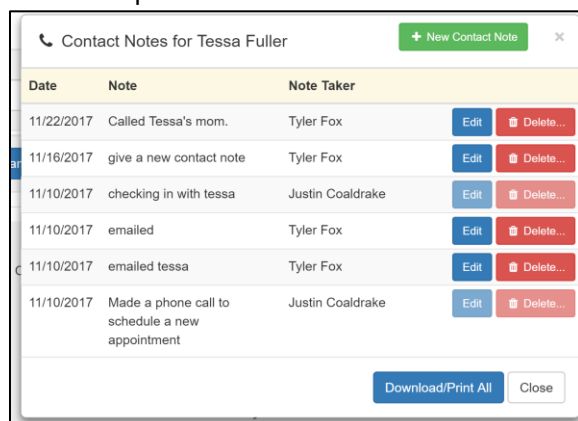 Contact Notes for Tessa Fuller
+ New Contact Note
×
Date Note Note Taker
11/22/2017 Called Tessa's mom. Tyler Fox Edit Delete...
11/16/2017 give a new contact note Tyler Fox Edit Delete...
11/10/2017 checking in with tessa Justin Coaldrake Edit Delete...
11/10/2017 emailed Tyler Fox Edit Delete...
11/10/2017 emailed tessa Tyler Fox Edit Delete...
11/10/2017 Made a phone call to Justin Coaldrake Edit Delete...
schedule a new
appointment
Download/Print All Close